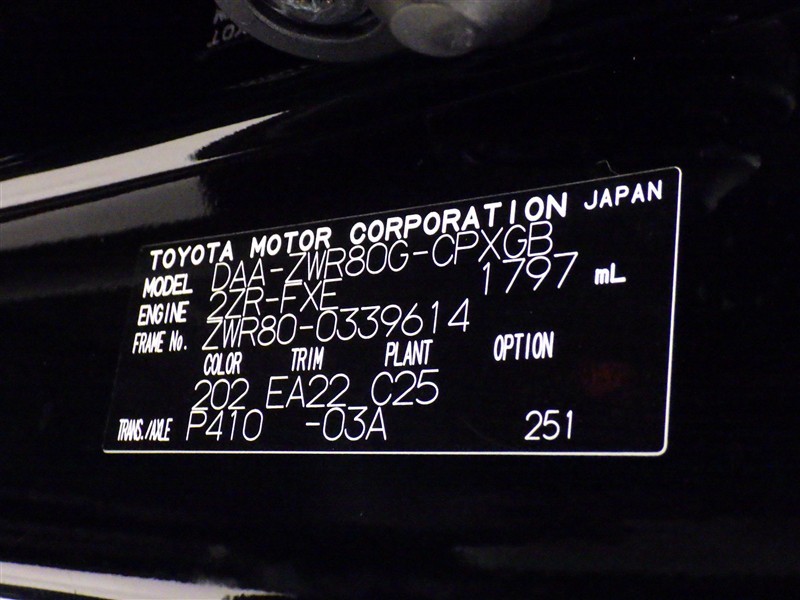 TOYOTA MOTOR CORPORATION JAPAN
MODEL DAA-ZWR80G-CPXGB
ENGINE 2ZR-FXE 1797 mL
FRAME No. ZWR80-0339614
COLOR TRIM PLANT OPTION
202 EA22 C25
TRANS./AXLE P410 -03A 251